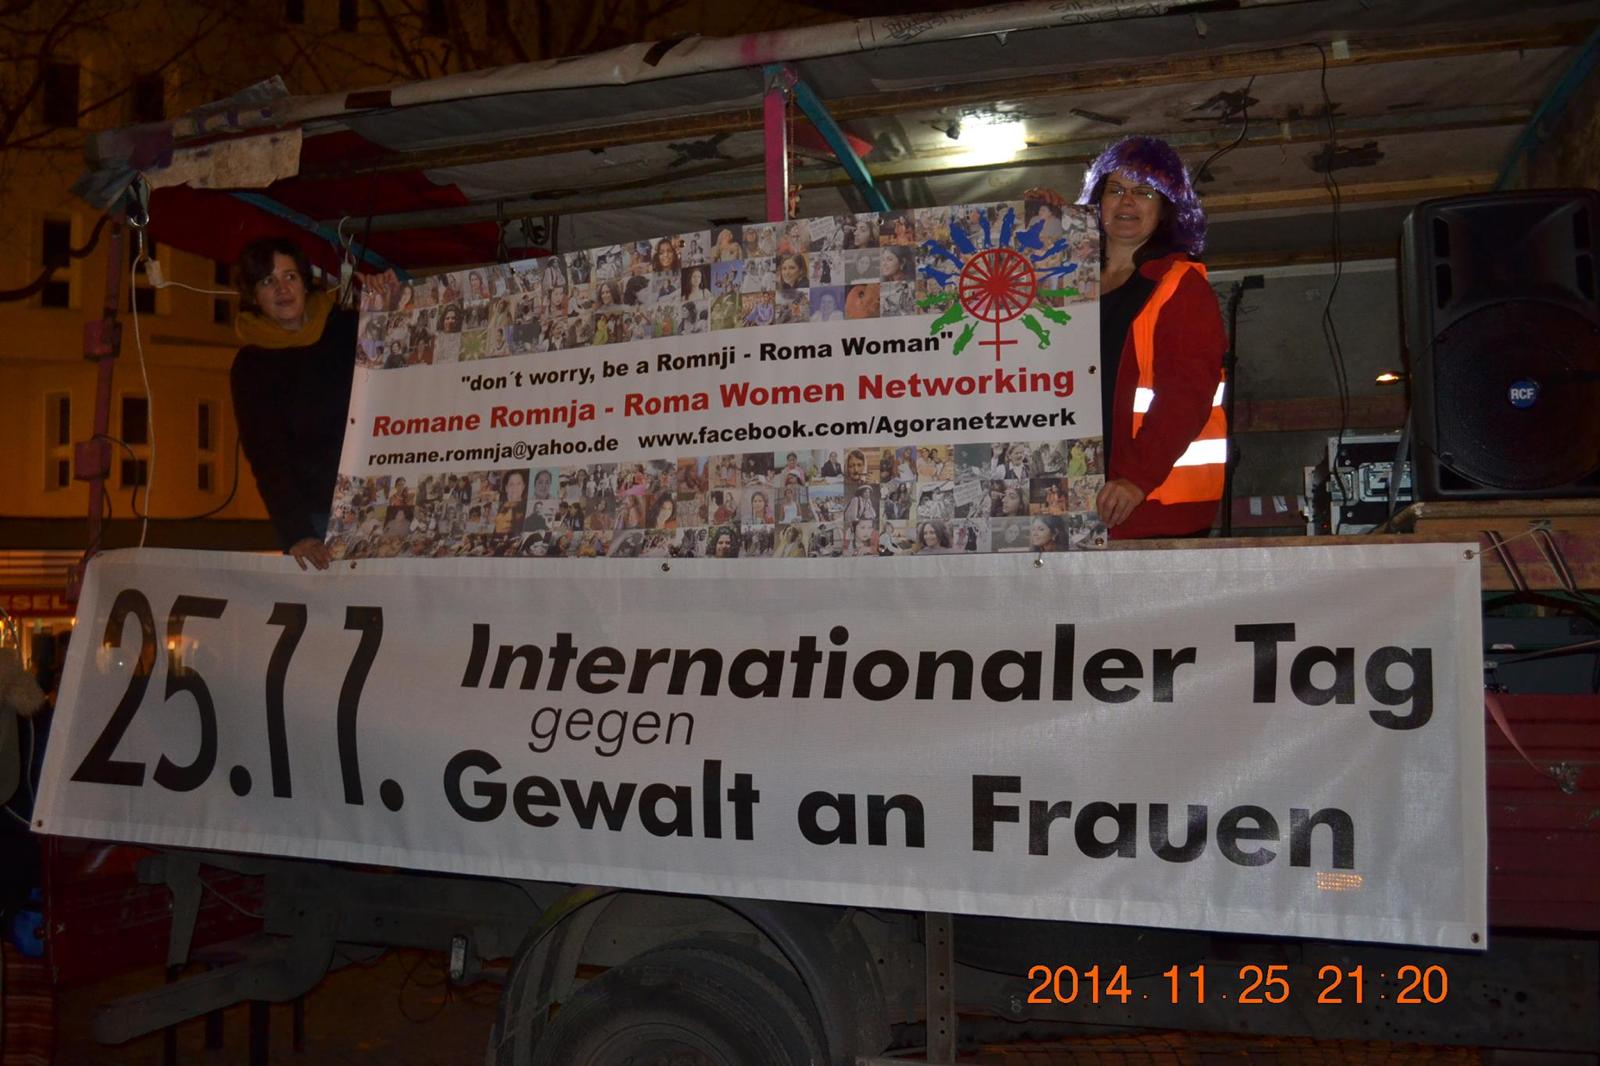 "don´t worry, be a Romnji - Roma Woman"
Romane Romnja - Roma Women Networking
romane.romnja@yahoo.de www.facebook.com/Agoranetzwerk
RCF
ESEL
25.11. Internationaler Tag
gegen
Gewalt an Frauen
2014.11.25 21:20